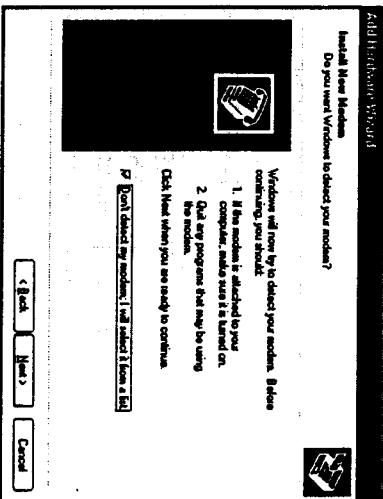 Add Hardware Wizard
Install New Modem
Do you want Windows to detect your modem?
Windows will now try to detect your modem. Before
continuing, you should:
1. If the modem is attached to your
computer, make sure it is turned on.
2. Quit any programs that may be using
the modem.
Click Next when you are ready to continue.
Don't detect my modem; I will select it from a list.
< Back
Next >
Cancel